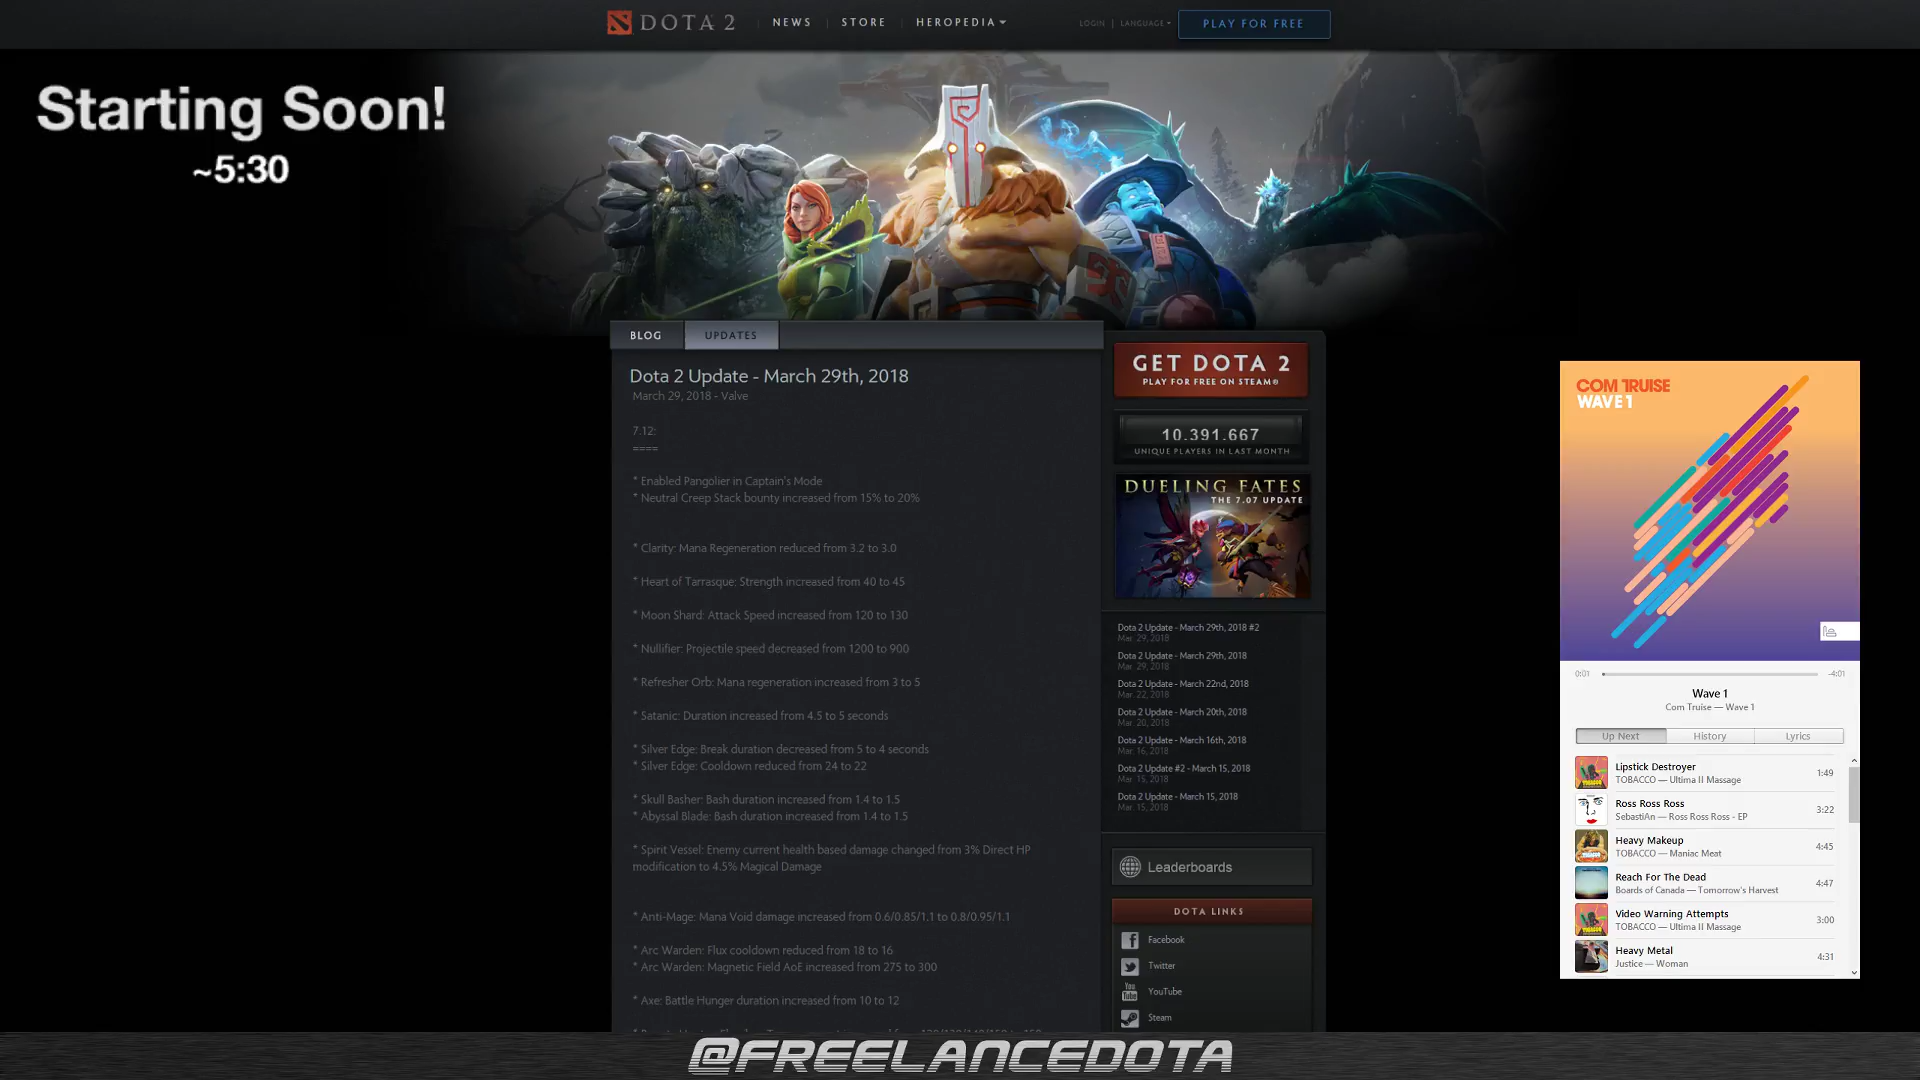 DOTA 2
NEWS
STORE
HEROPEDIA
LOGIN
LANGUAGE
PLAY FOR FREE
Starting Soon!
~5:30
BLOG
UPDATES
Dota 2 Update - March 29th, 2018
March 29, 2018 - Valve
7.12:
====
* Enabled Pangolier in Captain's Mode
* Neutral Creep Stack bounty increased from 15% to 20%
* Clarity: Mana Regeneration reduced from 3.2 to 3.0
* Heart of Tarrasque: Strength increased from 40 to 45
* Moon Shard: Attack Speed increased from 120 to 130
* Nullifier: Projectile speed decreased from 1200 to 900
* Refresher Orb: Mana regeneration increased from 3 to 5
* Satanic: Duration increased from 4.5 to 5 seconds
* Silver Edge: Break duration decreased from 5 to 4 seconds
* Silver Edge: Cooldown reduced from 24 to 22
* Skull Basher: Bash duration increased from 1.4 to 1.5
* Abyssal Blade: Bash duration increased from 1.4 to 1.5
* Spirit Vessel: Enemy current health based damage changed from 3% Direct HP
modification to 4.5% Magical Damage
* Anti-Mage: Mana Void damage increased from 0.6/0.85/1.1 to 0.8/0.95/1.1
* Arc Warden: Flux cooldown reduced from 18 to 16
* Arc Warden: Magnetic Field AoE increased from 275 to 300
* Axe: Battle Hunger duration increased from 10 to 12
GET DOTA 2
PLAY FOR FREE ON STEAM®
10.391.667
UNIQUE PLAYERS IN LAST MONTH
DUELING FATES
THE 7.07 UPDATE
Dota 2 Update - March 29th, 2018 #2
Mar 29, 2018
Dota 2 Update - March 29th, 2018
Mar 29, 2018
Dota 2 Update - March 22nd, 2018
Mar 22, 2018
Dota 2 Update - March 20th, 2018
Mar 20, 2018
Dota 2 Update - March 16th, 2018
Mar 16, 2018
Dota 2 Update #2 - March 15, 2018
Mar 15, 2018
Dota 2 Update - March 15, 2018
Mar 15, 2018
Leaderboards
DOTA LINKS
Facebook
Twitter
You Tube YouTube
Steam
COM TRUISE
WAVE 1
0:01
-4:01
Wave 1
Com Truise — Wave 1
Up Next
History
Lyrics
Lipstick Destroyer
TOBACCO — Ultima II Massage
1:49
Ross Ross Ross
SebastiAn — Ross Ross Ross - EP
3:22
Heavy Makeup
TOBACCO — Maniac Meat
4:45
Reach For The Dead
Boards of Canada — Tomorrow's Harvest
4:47
Video Warning Attempts
TOBACCO — Ultima II Massage
3:00
Heavy Metal
Justice — Woman
4:31
@FREELANCEDOTA